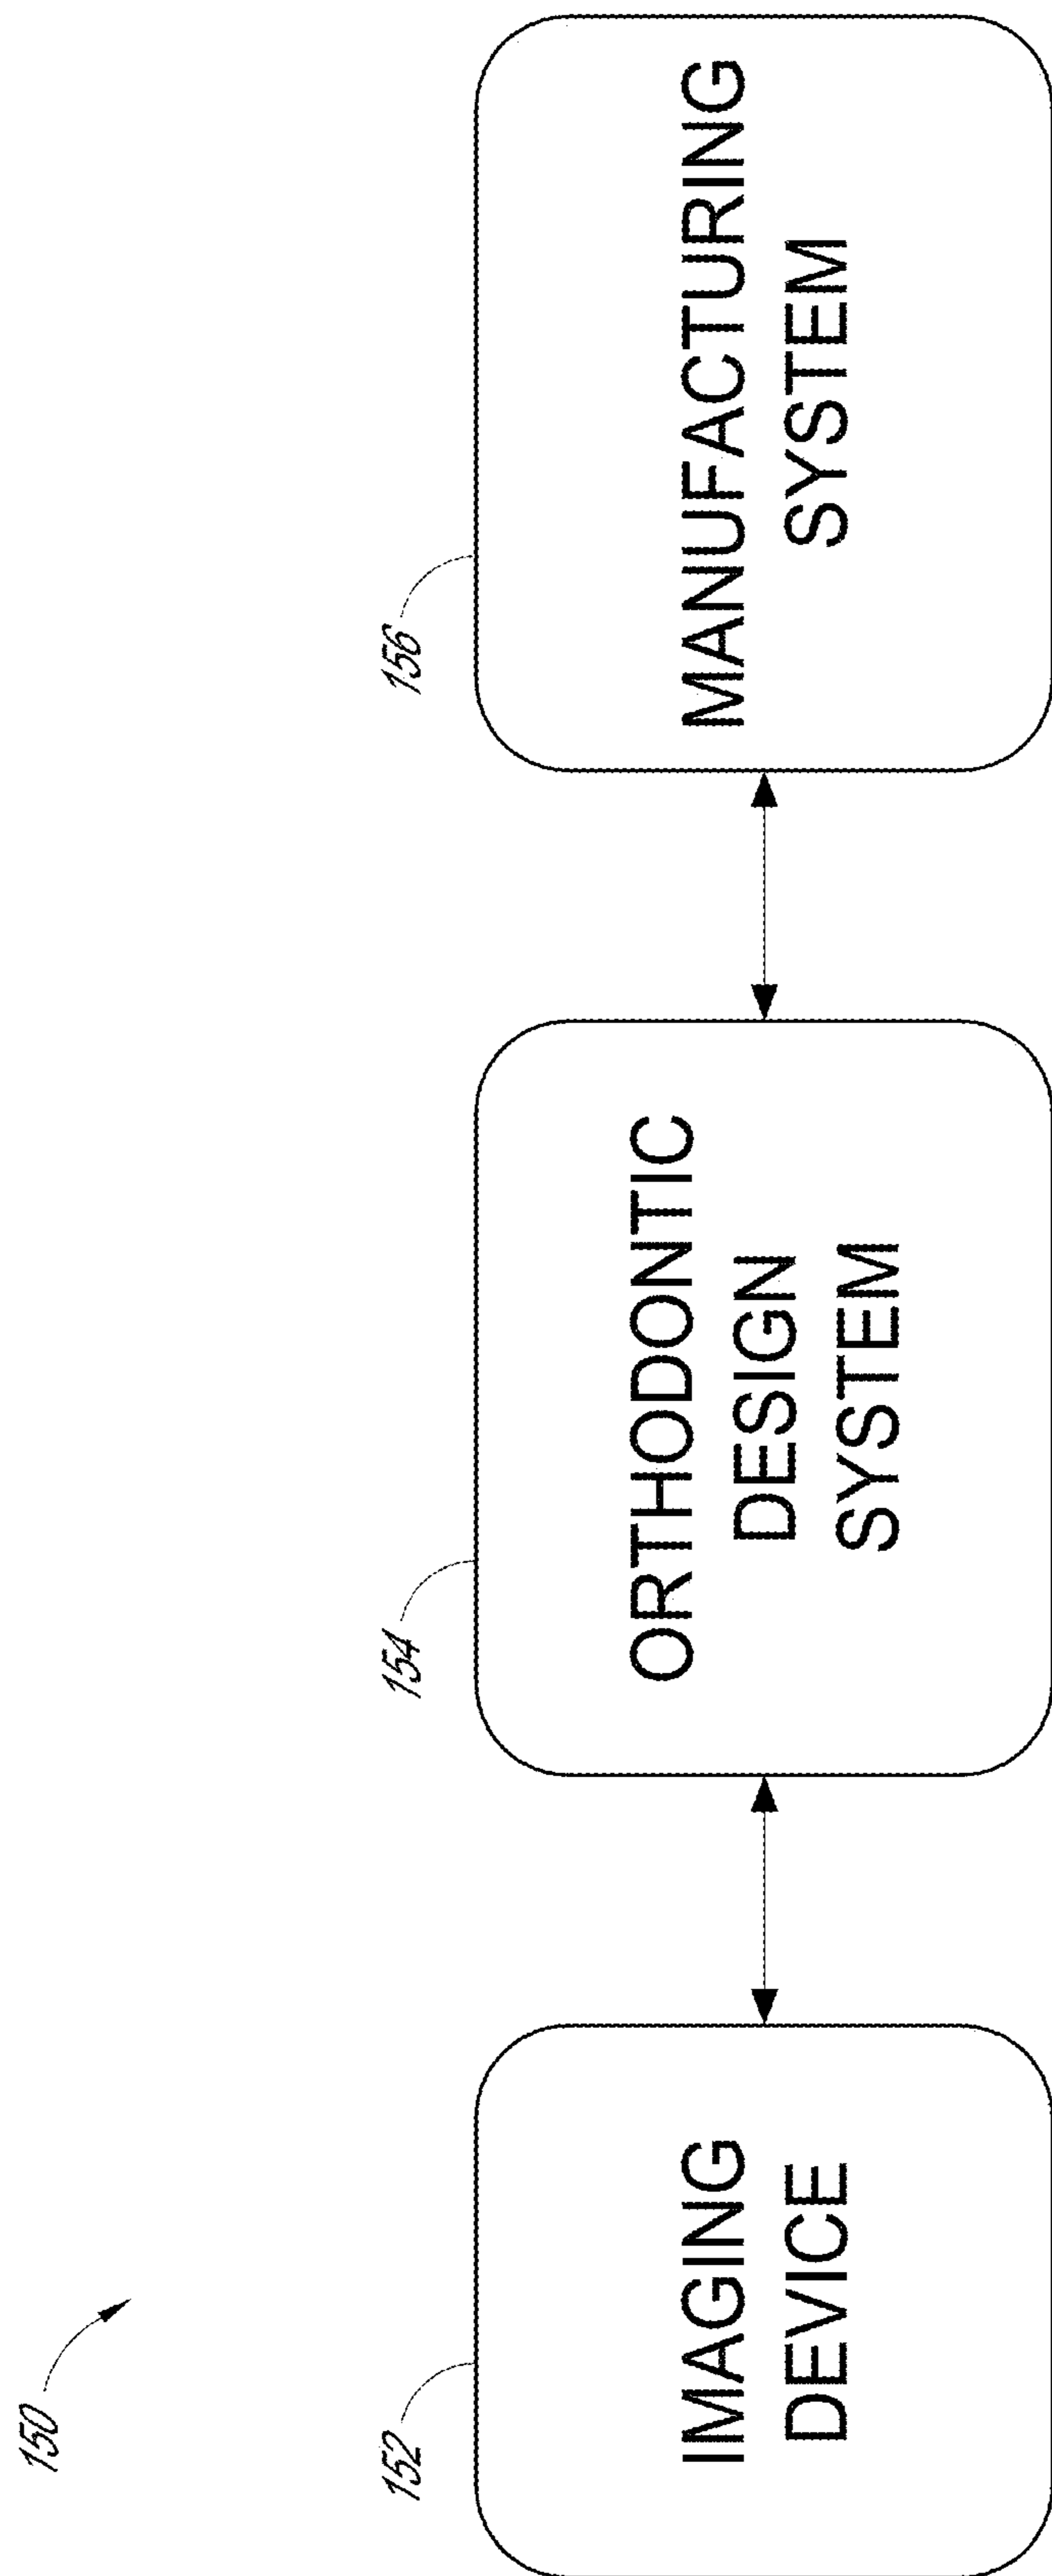 150
152
IMAGING
DEVICE
154
ORTHODONTIC
DESIGN
SYSTEM
156
MANUFACTURING
SYSTEM